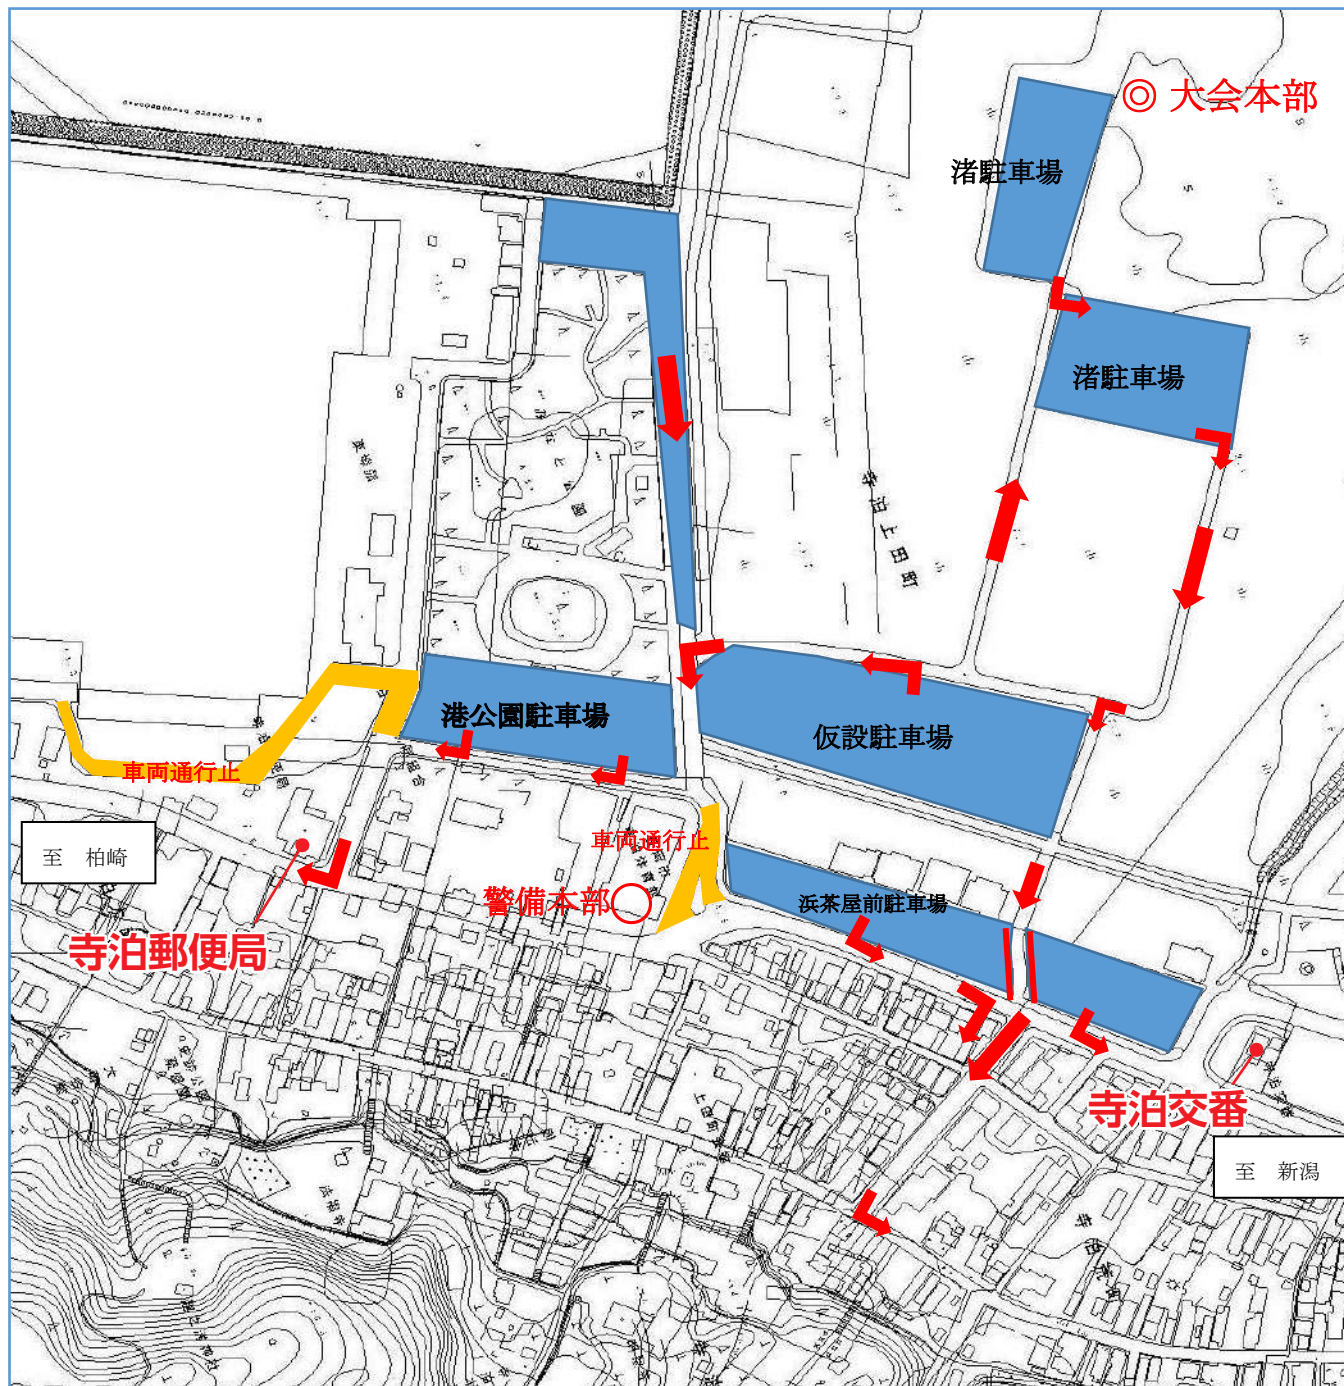 ◎ 大会本部
渚駐車場
渚駐車場
寺泊上田町
港公園駐車場
仮設駐車場
車両通行止
車両通行止
至 柏崎
警備本部
浜茶屋前駐車場
寺泊郵便局
寺泊交番
至 新潟